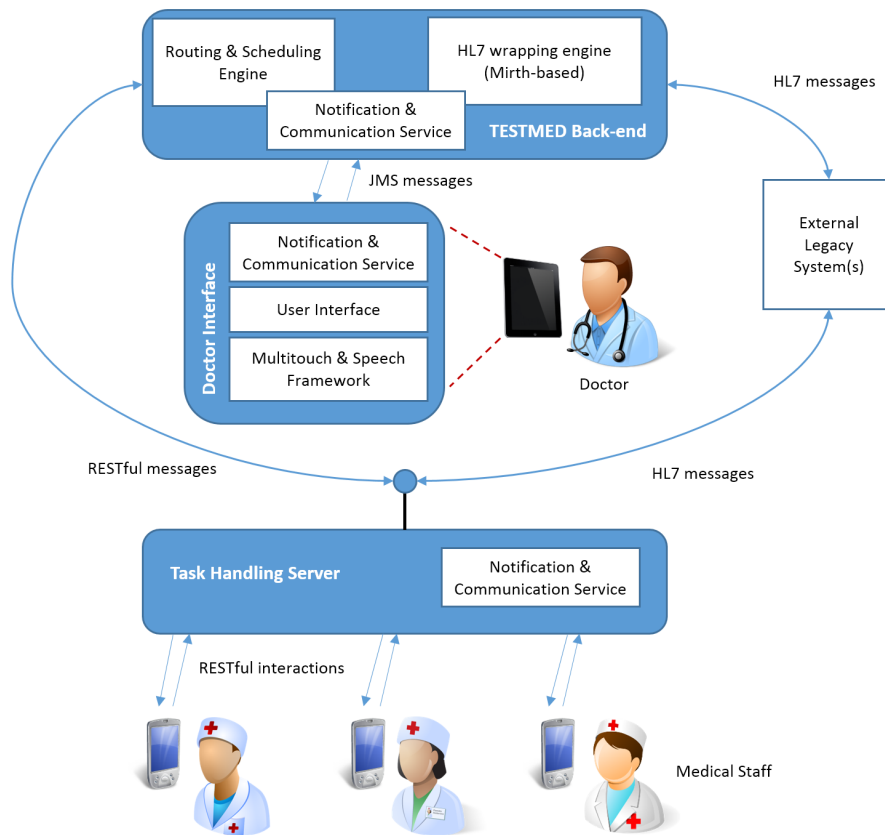 Routing & Scheduling
Engine
HL7 wrapping engine
(Mirth-based)
Notification &
Communication Service
TESTMED Back-end
HL7 messages
JMS messages
Doctor Interface
Notification &
Communication Service
User Interface
Multitouch & Speech
Framework
Doctor
External
Legacy
System(s)
RESTful messages
HL7 messages
Task Handling Server
Notification &
Communication Service
RESTful interactions
Medical Staff